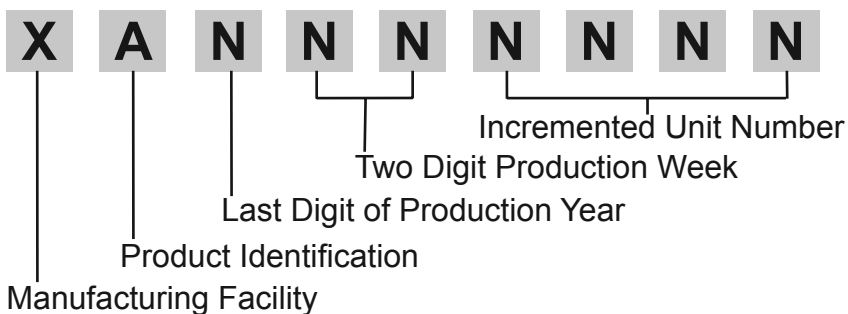 X A N N N N N N N
Incremented Unit Number
Two Digit Production Week
Last Digit of Production Year
Product Identification
Manufacturing Facility